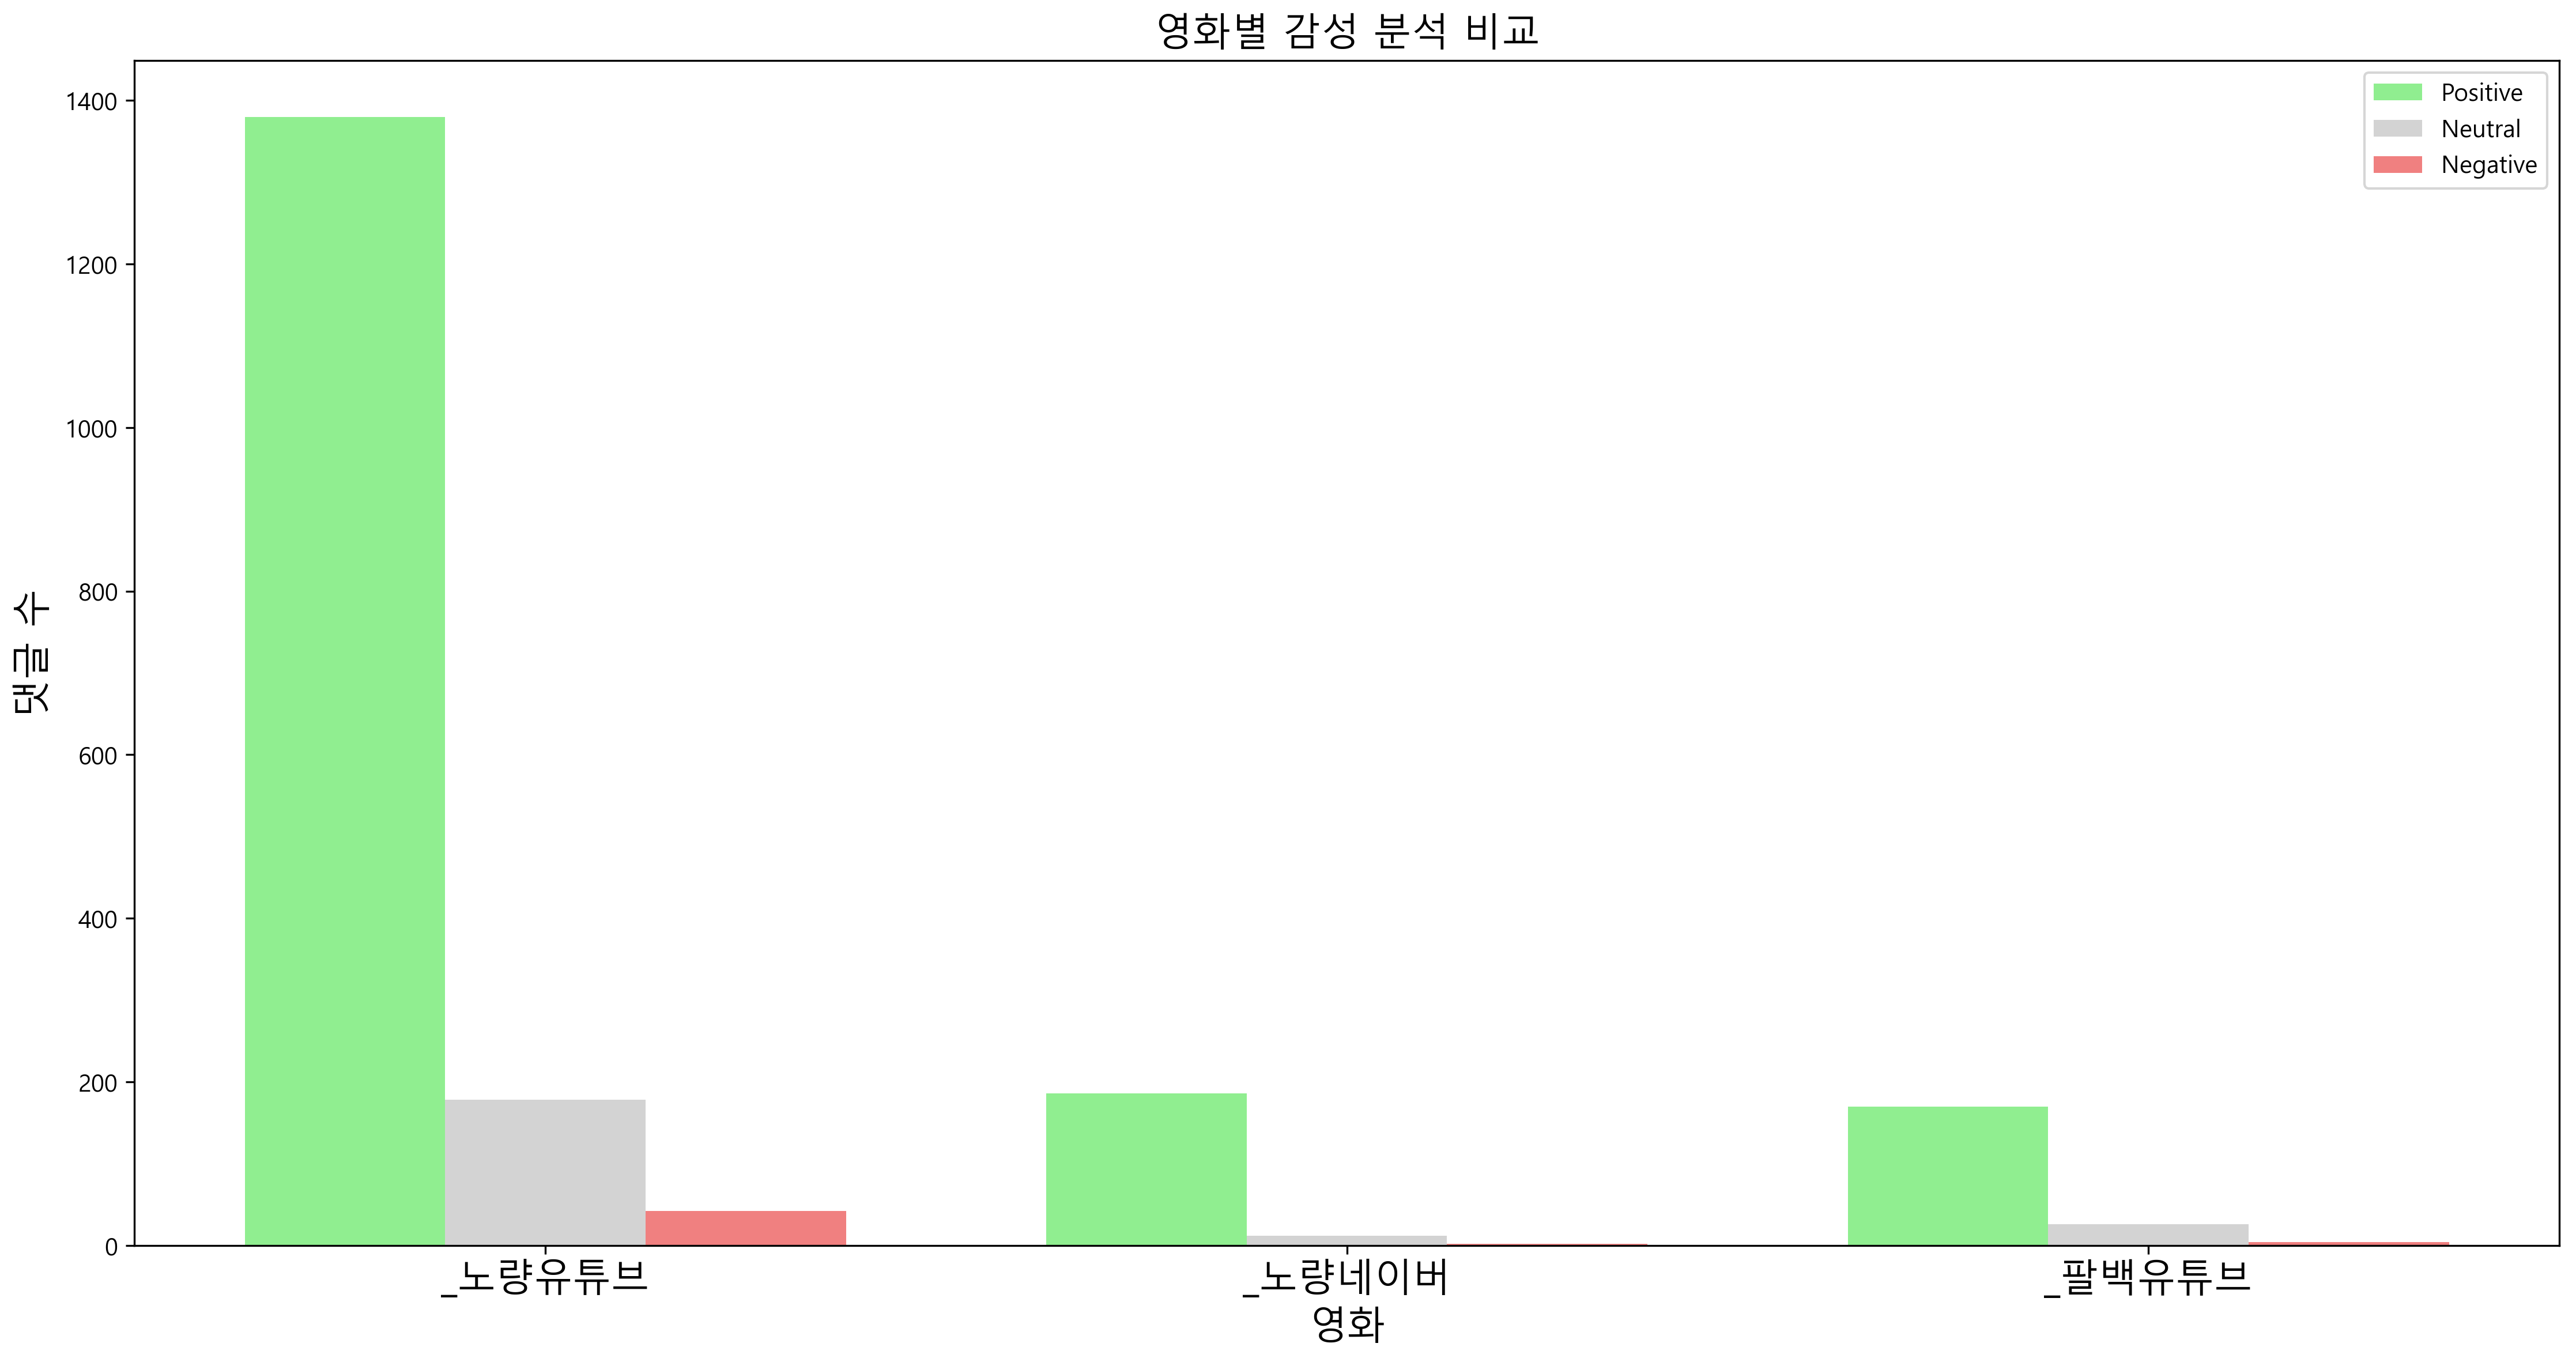 영화별 감성 분석 비교
Positive
Neutral
Negative
1400
1200
1000
800
600
400
200
0
댓글 수
_노량유튜브
_노량네이버
_팔백유튜브
영화